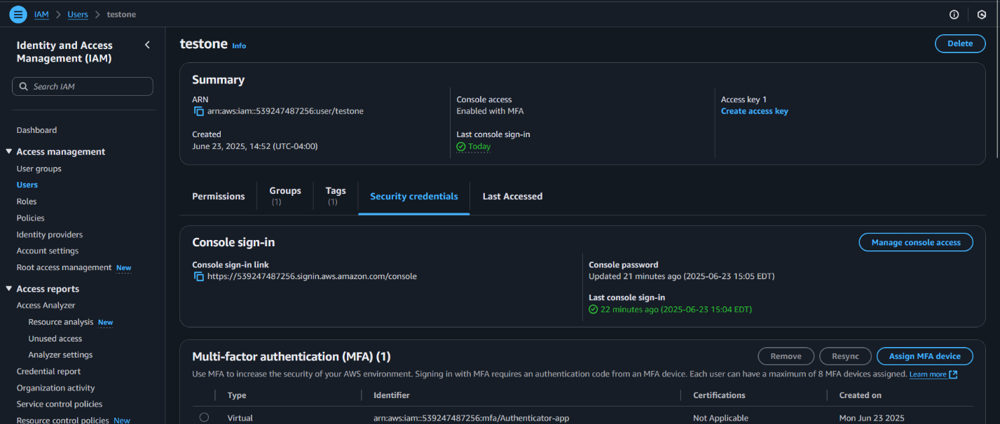 IAM > Users > testone
Identity and Access
Management (IAM)
Search IAM
Dashboard
Access management
User groups
Users
Roles
Policies
Identity providers
Account settings
Root access management New
Access reports
Access Analyzer
Resource analysis New
Unused access
Analyzer settings
Credential report
Organization activity
Service control policies
Resource control policies New
testone Info
Delete
Summary
ARN
arn:aws:iam::539247487256:user/testone
Created
June 23, 2025, 14:52 (UTC-04:00)
Console access
Enabled with MFA
Last console sign-in
Today
Access key 1
Create access key
Permissions
Groups
(1)
Tags
(1)
Security credentials
Last Accessed
Console sign-in
Manage console access
Console sign-in link
https://539247487256.signin.aws.amazon.com/console
Console password
Updated 21 minutes ago (2025-06-23 15:05 EDT)
Last console sign-in
22 minutes ago (2025-06-23 15:04 EDT)
Multi-factor authentication (MFA) (1)
Remove
Resync
Assign MFA device
Use MFA to increase the security of your AWS environment. Signing in with MFA requires an authentication code from an MFA device. Each user can have a maximum of 8 MFA devices assigned. Learn more
Type Identifier Certifications Created on
Virtual arn:aws:iam::539247487256:mfa/Authenticator-app Not Applicable Mon Jun 23 2025